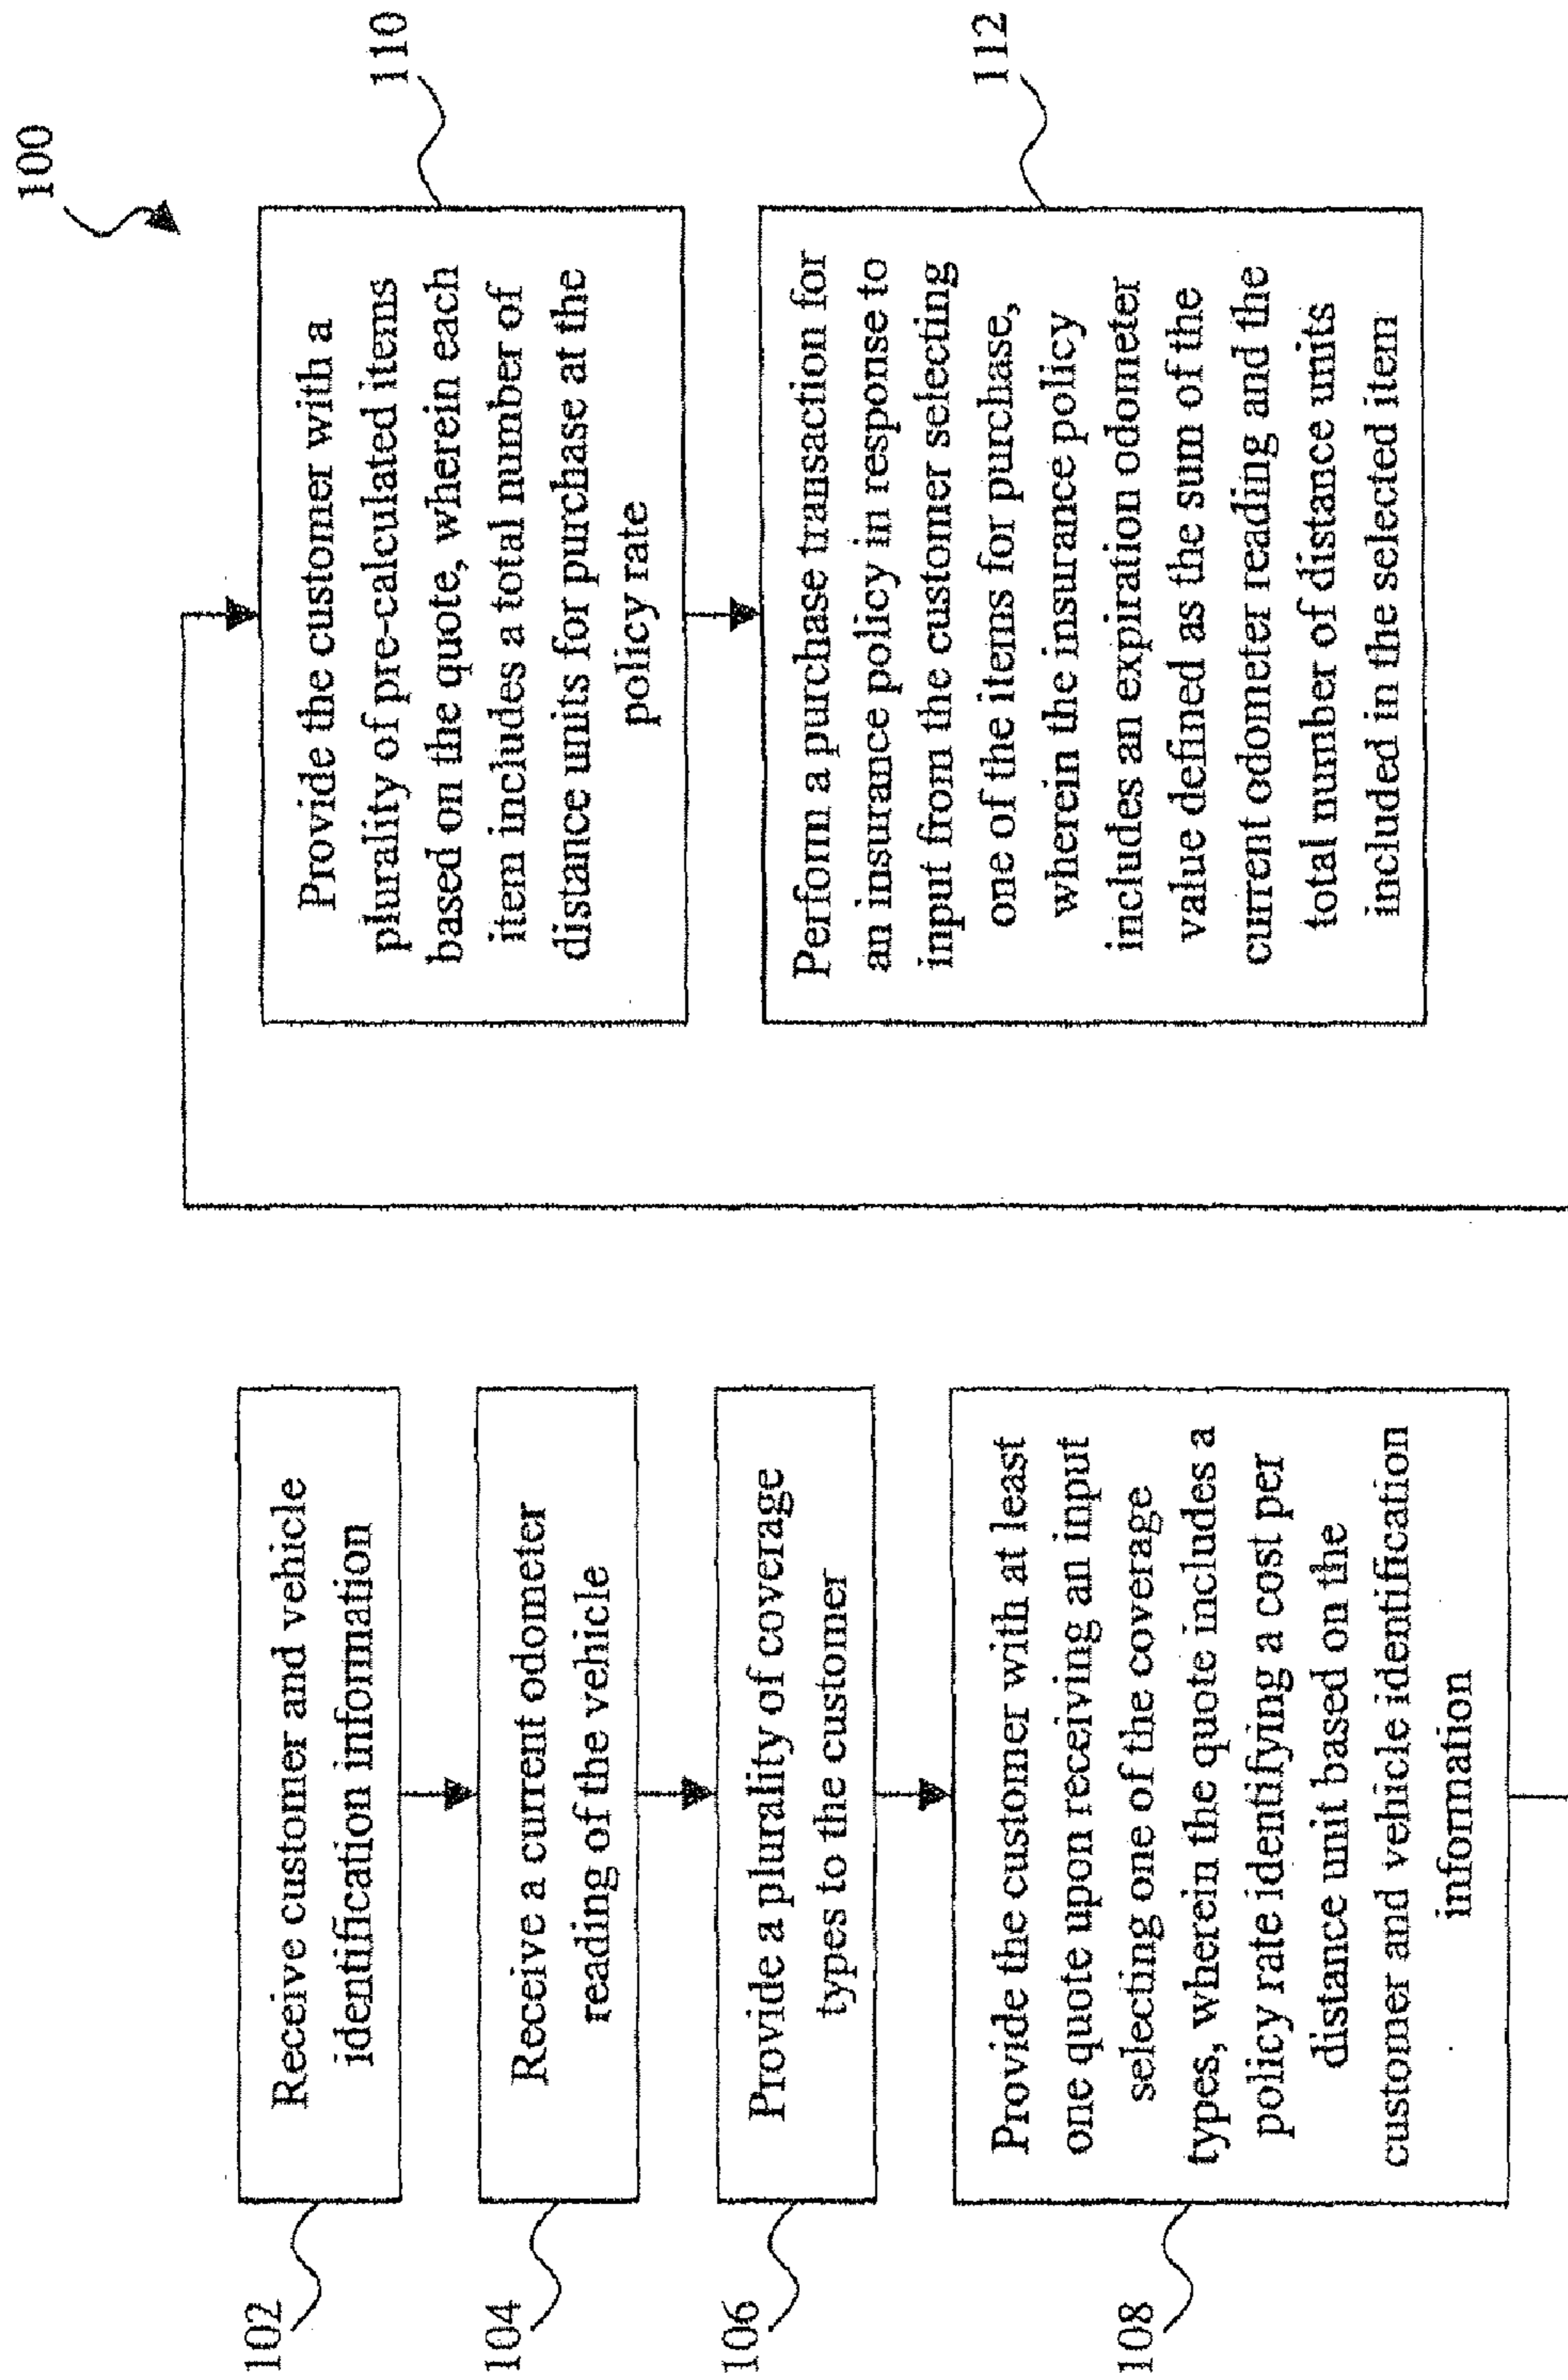 100
102
Receive customer and vehicle
identification information
104
Receive a current odometer
reading of the vehicle
106
Provide a plurality of coverage
types to the customer
108
Provide the customer with at least
one quote upon receiving an input
selecting one of the coverage
types, wherein the quote includes a
policy rate identifying a cost per
distance unit based on the
customer and vehicle identification
information
110
Provide the customer with a
plurality of pre-calculated items
based on the quote, wherein each
item includes a total number of
distance units for purchase at the
policy rate
112
Perform a purchase transaction for
an insurance policy in response to
input from the customer selecting
one of the items for purchase,
wherein the insurance policy
includes an expiration odometer
value defined as the sum of the
current odometer reading and the
total number of distance units
included in the selected item